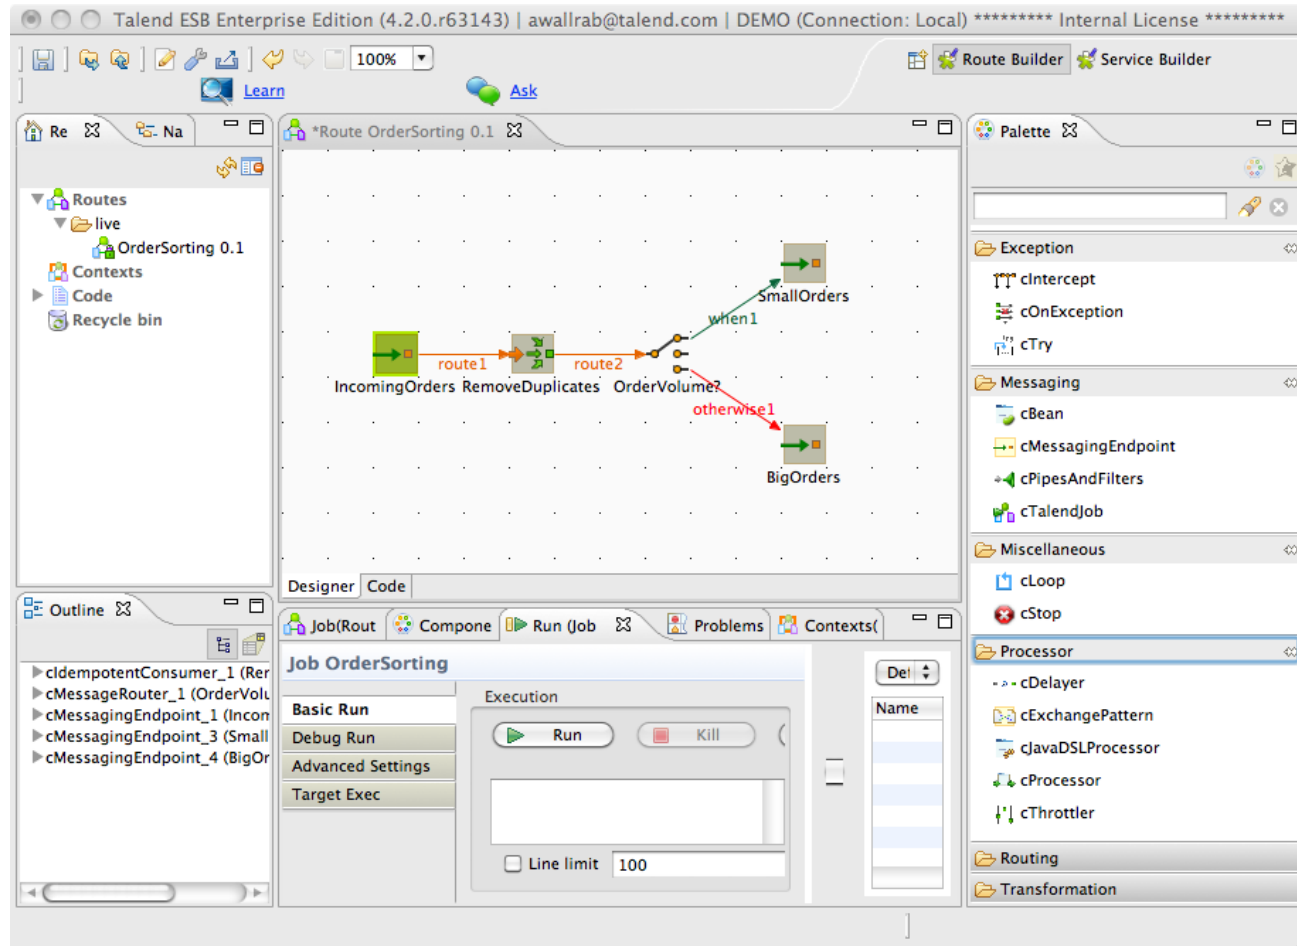 Talend ESB Enterprise Edition (4.2.0.r63143) | awallrab@talend.com | DEMO (Connection: Local) ********* Internal License *********
100%
Route Builder
Service Builder
Learn
Ask
Re
Na
*Route OrderSorting 0.1
Palette
Routes
live
OrderSorting 0.1
Contexts
Code
Recycle bin
SmallOrders
when1
route1
route2
IncomingOrders
RemoveDuplicates
OrderVolume?
otherwise1
BigOrders
Designer
Code
Exception
cIntercept
cOnException
cTry
Messaging
cBean
cMessagingEndpoint
cPipesAndFilters
cTalendJob
Miscellaneous
cLoop
cStop
Processor
cDelayer
cExchangePattern
cJavaDSLProcessor
cProcessor
cThrottler
Routing
Transformation
Outline
cIdempotentConsumer_1 (Rer
cMessageRouter_1 (OrderVolu
cMessagingEndpoint_1 (Incom
cMessagingEndpoint_3 (Small
cMessagingEndpoint_4 (BigOr
Job(Rout
Compone
Run (Job
Problems
Contexts(
Job OrderSorting
Basic Run
Debug Run
Advanced Settings
Target Exec
Execution
Run
Kill
Line limit
100
Def
Name